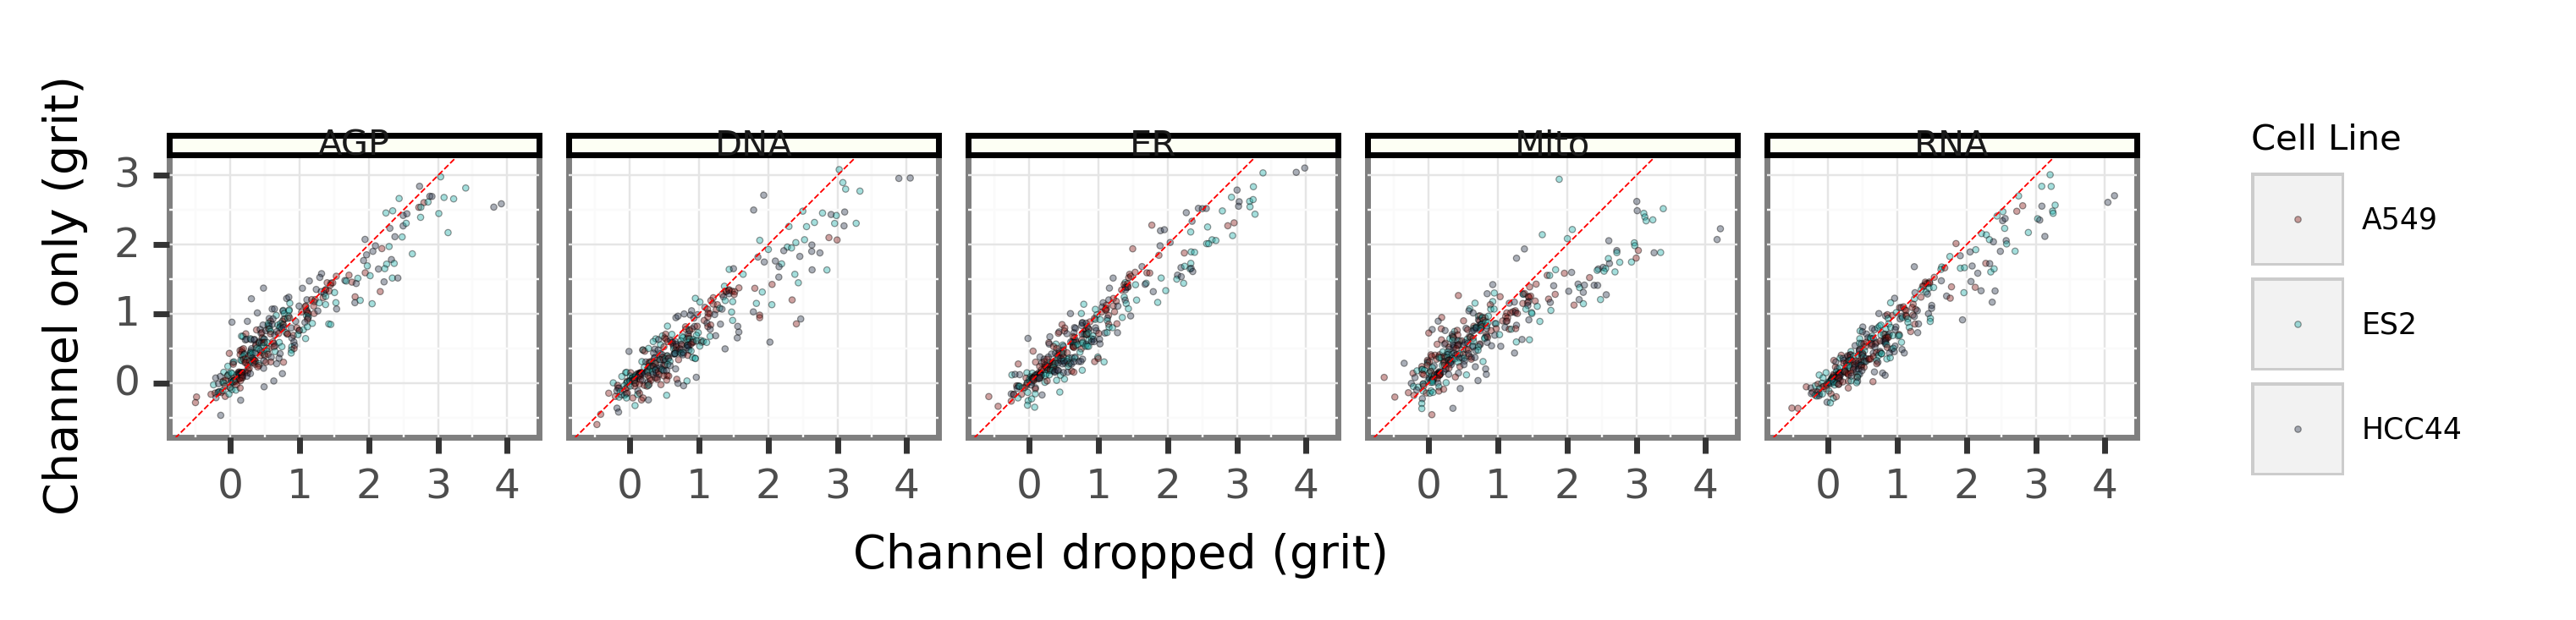 AGP DNA ER Mito RNA
Channel only (grit)
3
2
1
0
0 1 2 3 4 0 1 2 3 4 0 1 2 3 4 0 1 2 3 4 0 1 2 3 4
Channel dropped (grit)
Cell Line
A549
ES2
HCC44